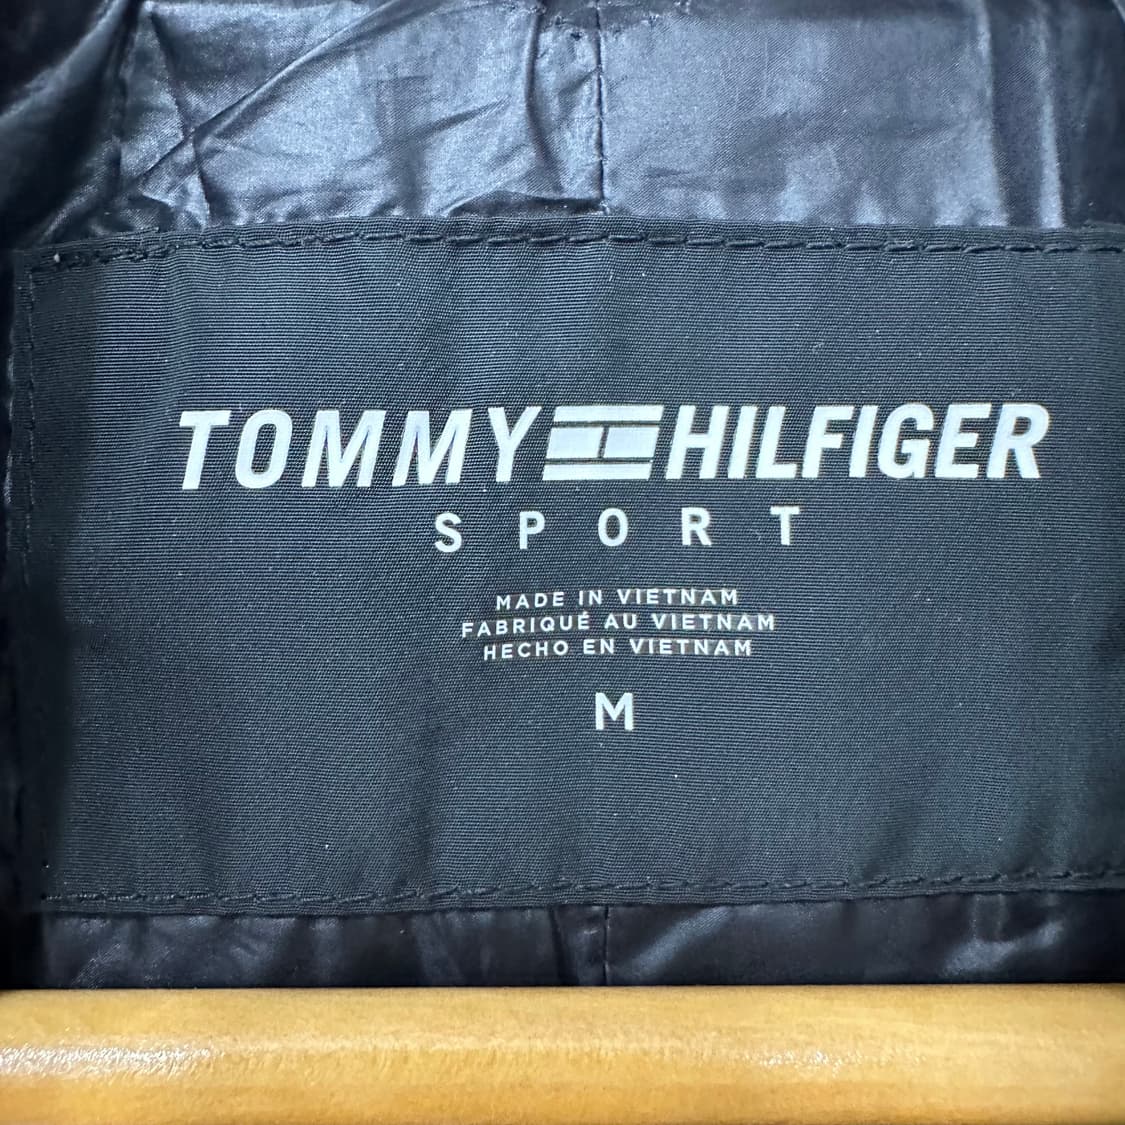 TOMMY HILFIGER
SPORT
MADE IN VIETNAM
FABRIQUÉ AU VIETNAM
HECHO EN VIETNAM
M